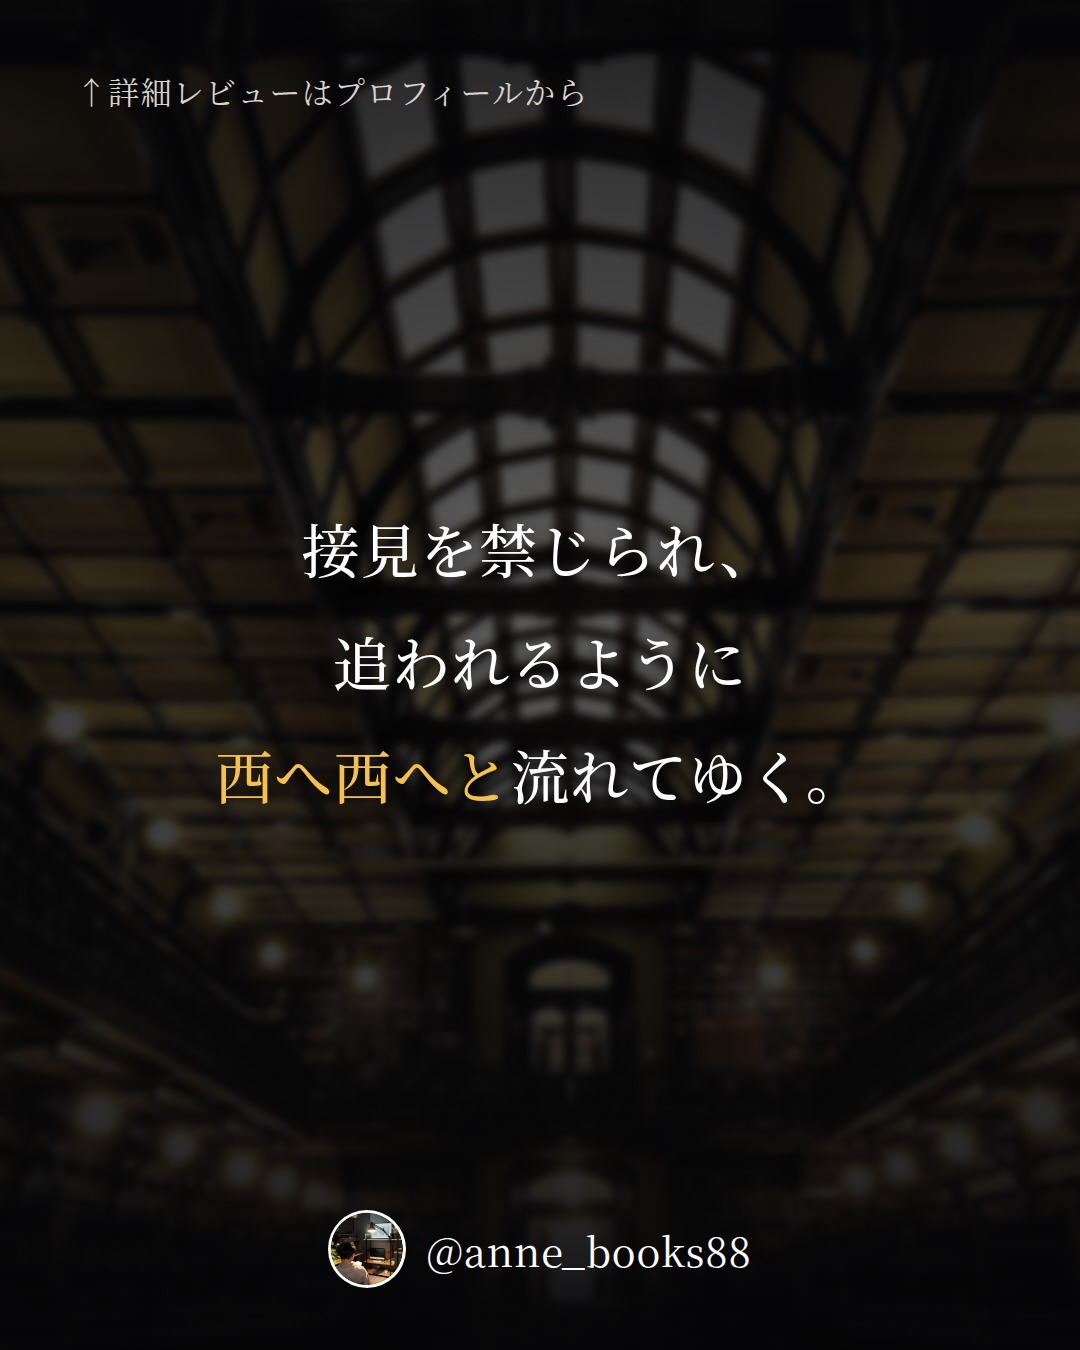 ↑詳細レビューはプロフィールから
接見を禁じられ、
追われるように
西へ西へと流れてゆく。
@anne_books88